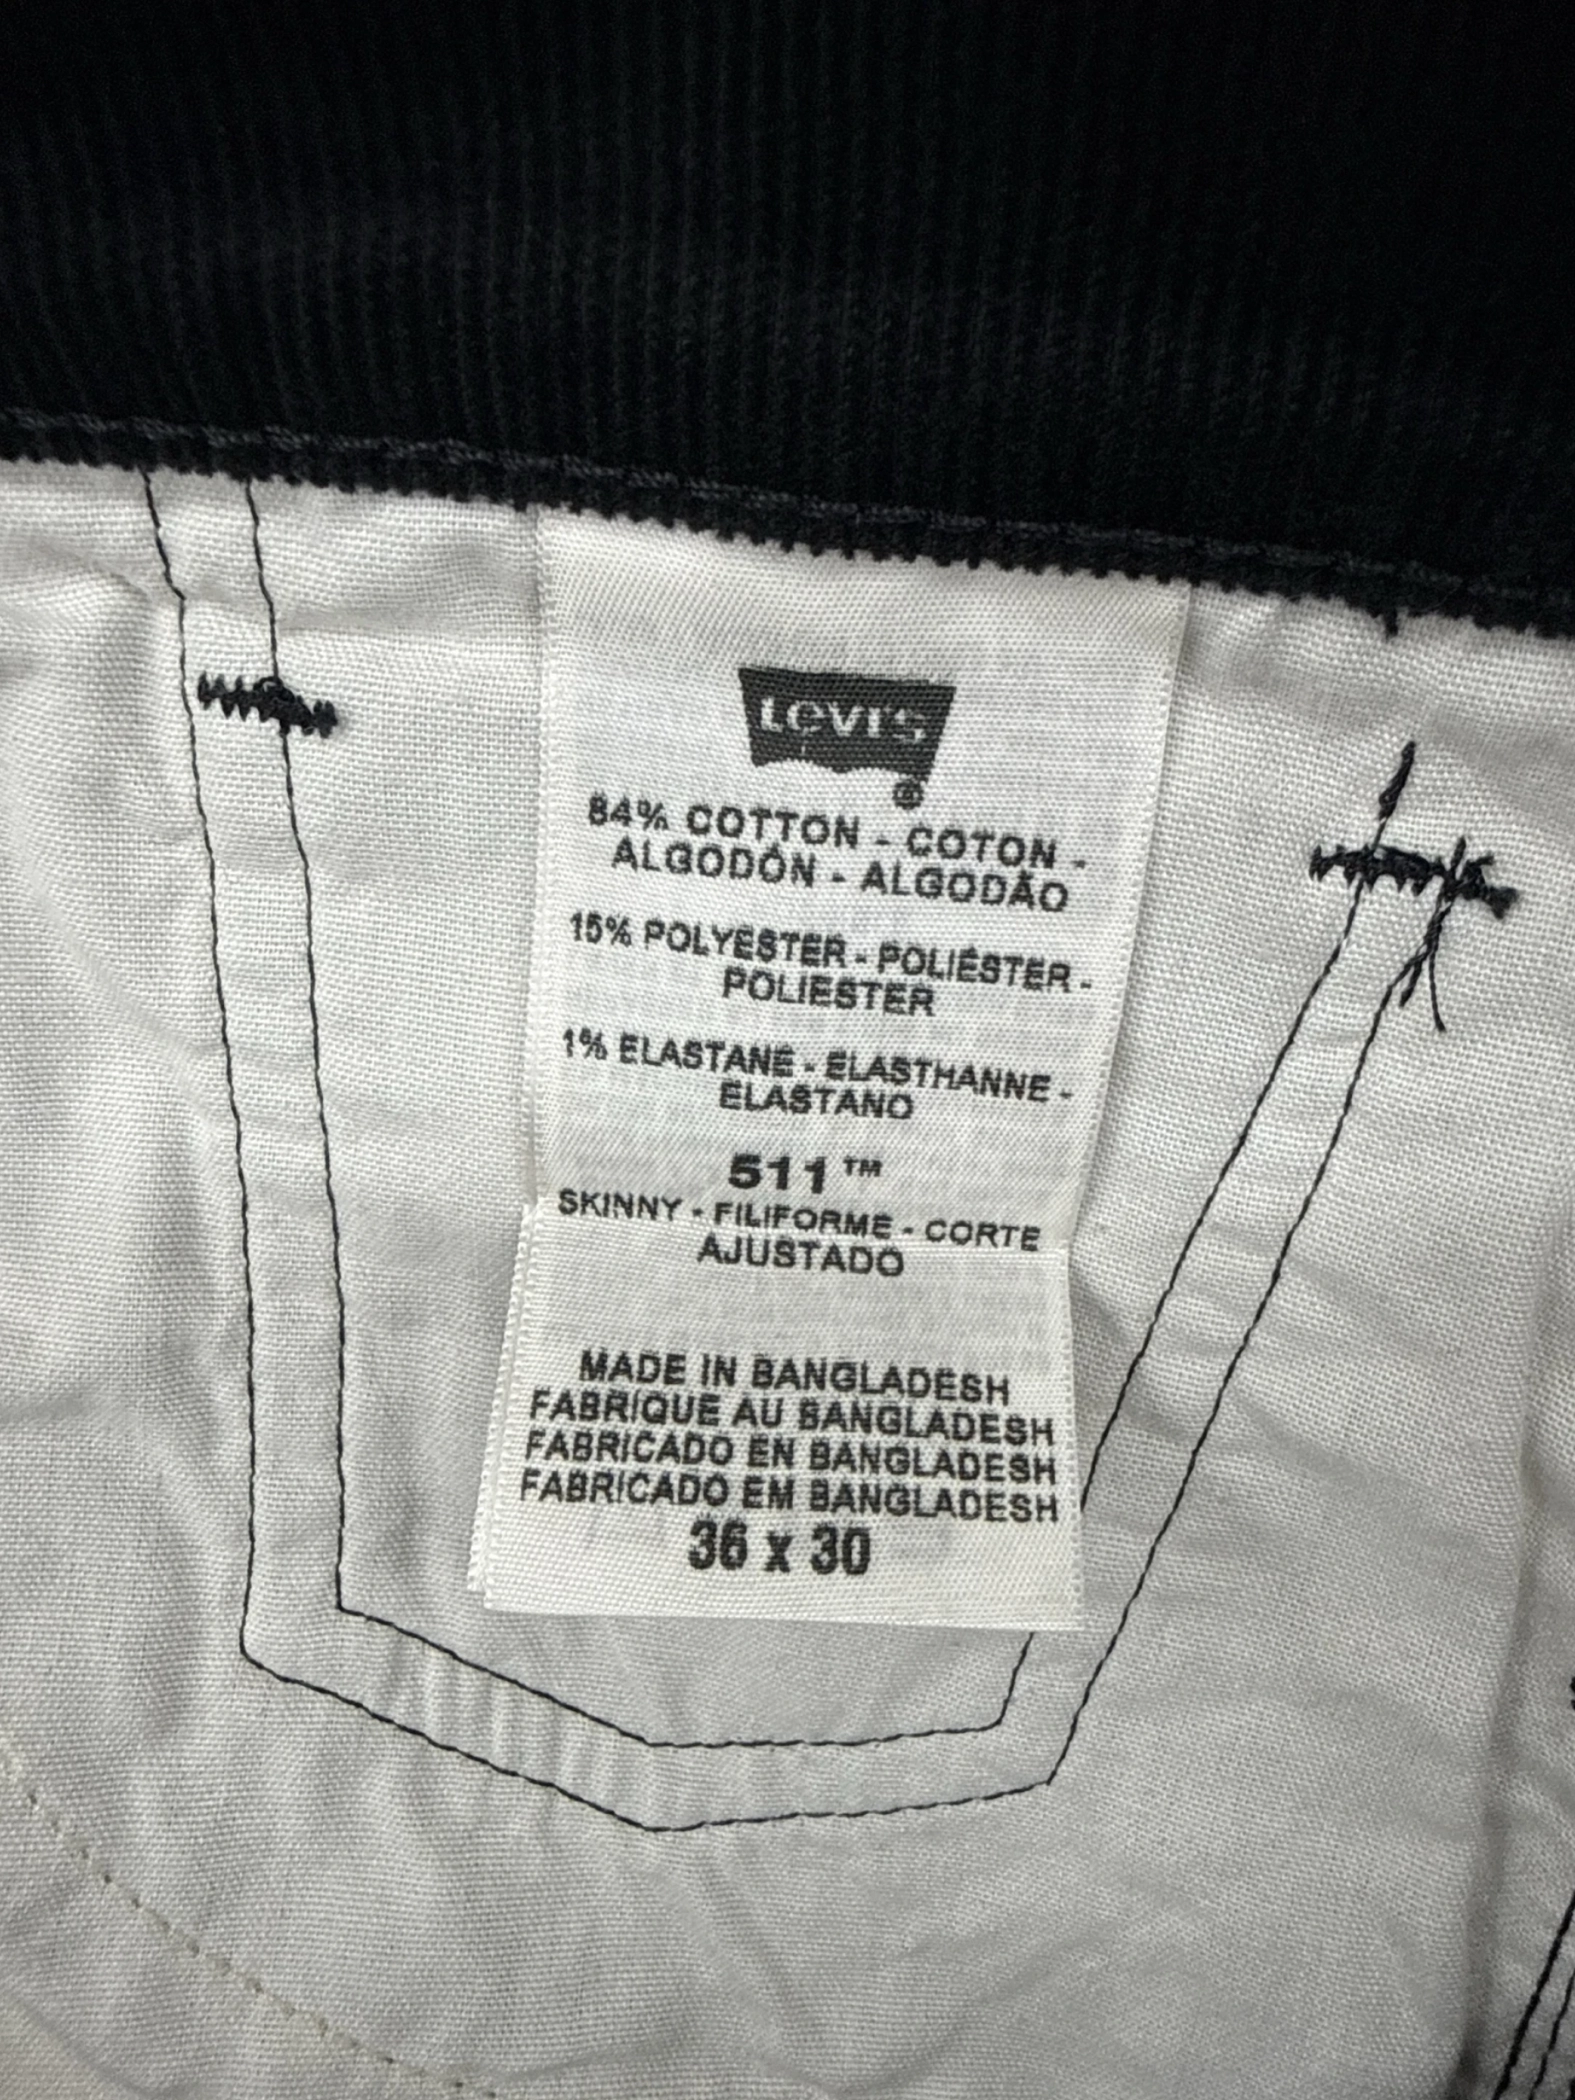 Levi's
®
84% COTTON - COTON -
ALGODÓN - ALGODÃO
15% POLYESTER - POLIÉSTER -
POLIESTER
1% ELASTANE - ÉLASTHANNE -
ELASTANO
511™
SKINNY - FILIFORME - CORTE
AJUSTADO
MADE IN BANGLADESH
FABRIQUE AU BANGLADESH
FABRICADO EN BANGLADESH
FABRICADO EM BANGLADESH
36 x 30